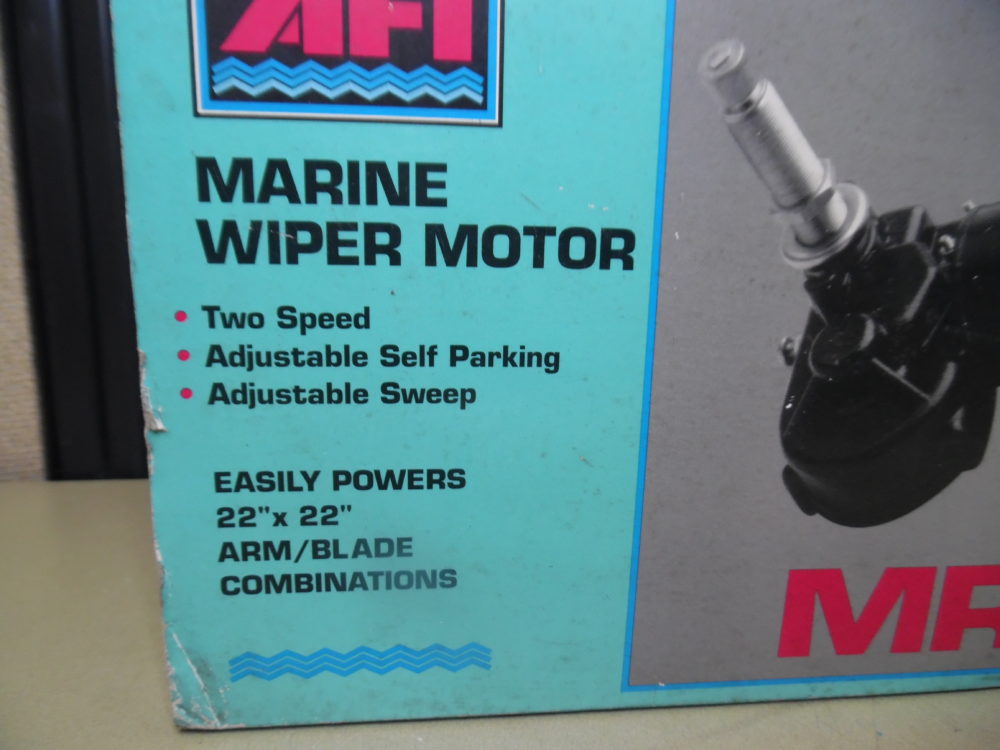 AFI
MARINE
WIPER MOTOR
• Two Speed
• Adjustable Self Parking
• Adjustable Sweep
EASILY POWERS
22"x 22"
ARM/BLADE
COMBINATIONS